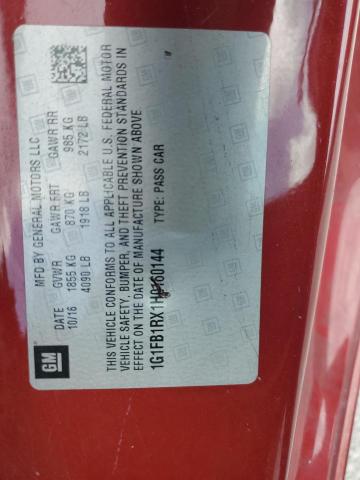 MFD BY GENERAL MOTORS LLC
DATE GVWR GAWR FRT GAWR RR
10/16 1855 KG 870 KG 985 KG
4090 LB 1918 LB 2172 LB
THIS VEHICLE CONFORMS TO ALL APPLICABLE U.S. FEDERAL MOTOR
VEHICLE SAFETY, BUMPER, AND THEFT PREVENTION STANDARDS IN
EFFECT ON THE DATE OF MANUFACTURE SHOWN ABOVE
TYPE: PASS CAR
GM